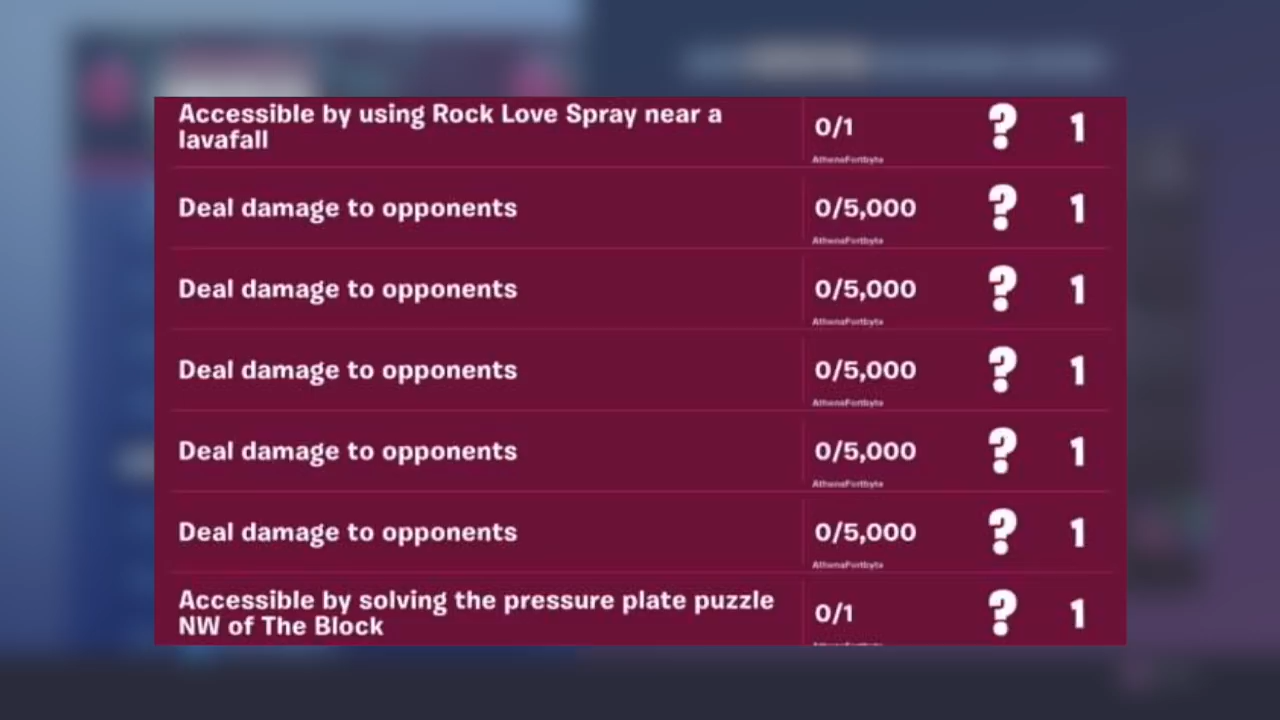 Accessible by using Rock Love Spray near a
lavafall
0/1
?
1
AthenaFortbyte
Deal damage to opponents
0/5,000
?
1
AthenaFortbyte
Deal damage to opponents
0/5,000
?
1
AthenaFortbyte
Deal damage to opponents
0/5,000
?
1
AthenaFortbyte
Deal damage to opponents
0/5,000
?
1
AthenaFortbyte
Deal damage to opponents
0/5,000
?
1
AthenaFortbyte
Accessible by solving the pressure plate puzzle
NW of The Block
0/1
?
1